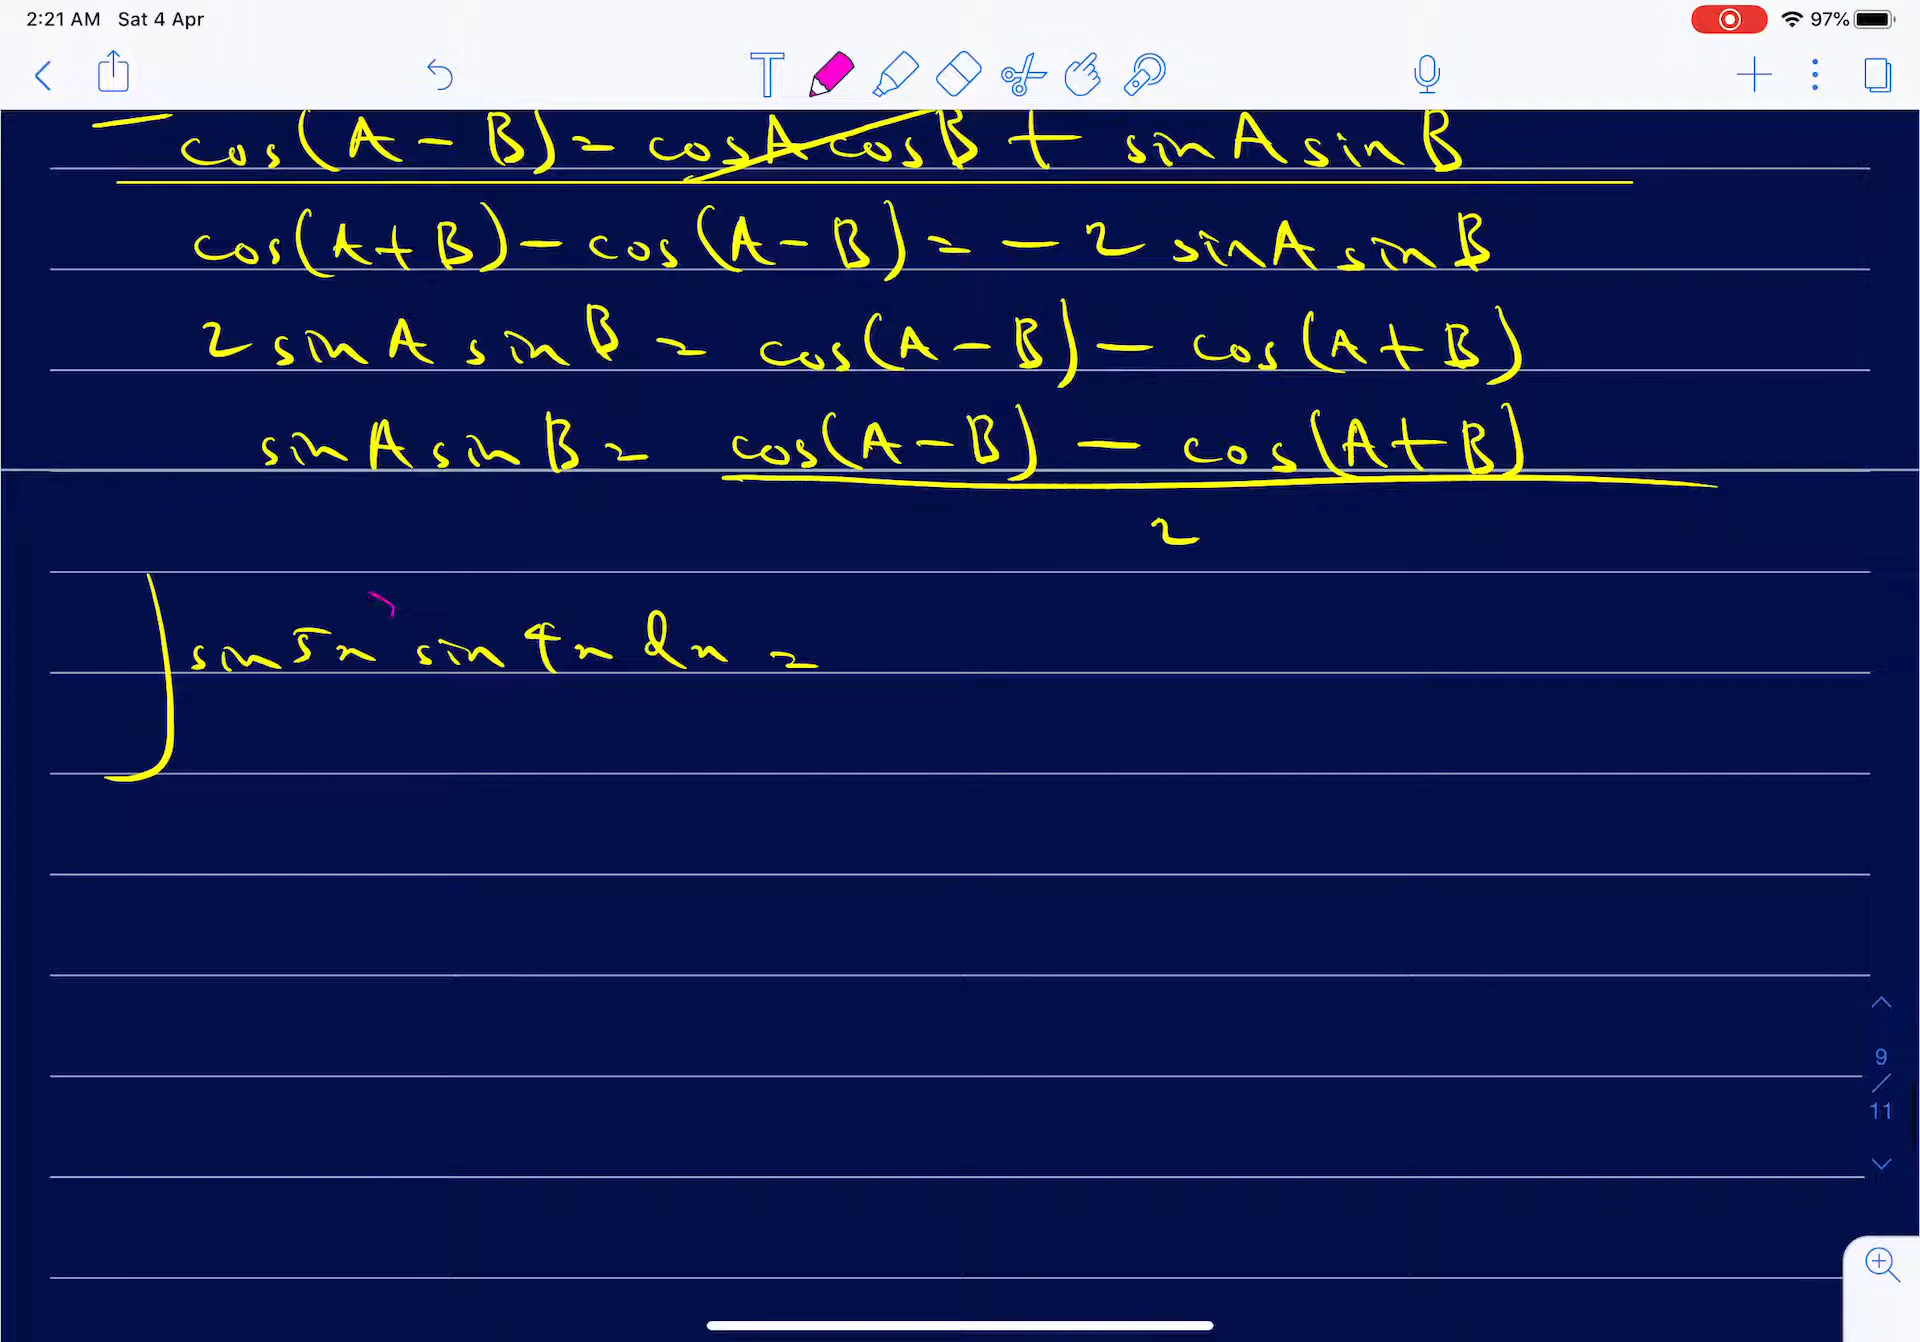 2:21 AM Sat 4 Apr 97%
T
cos(A - B) = cosA cosB + sinA sinB
cos(A+B) - cos(A-B) = -2 sinA sinB
2 sinA sinB = cos(A-B) - cos(A+B)
sinA sinB = cos(A-B) - cos(A+B)
2
∫ sin5x sin4x dx =
9
/
11